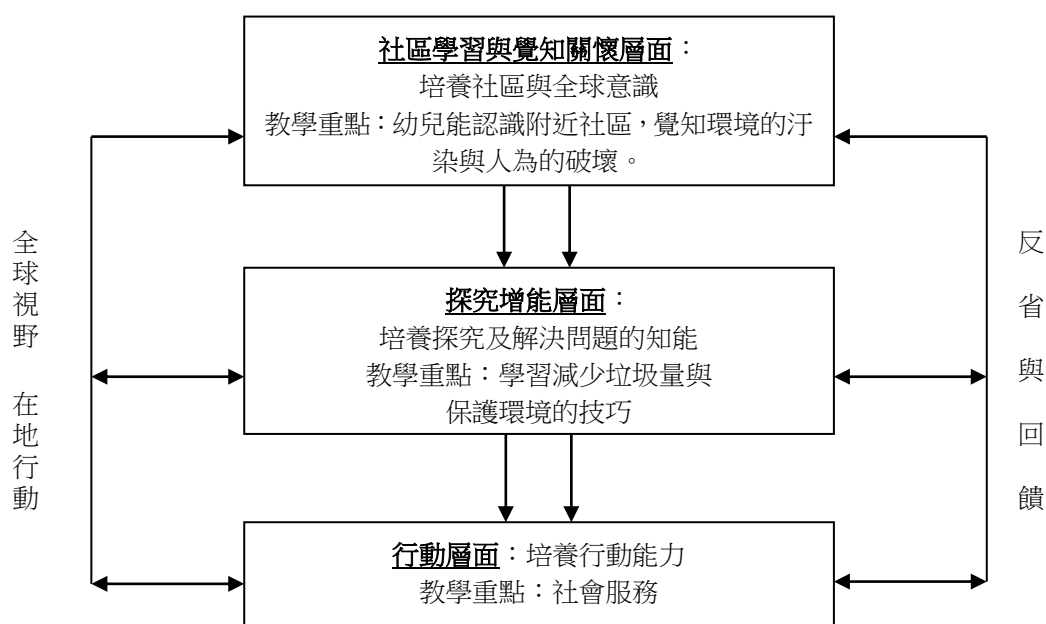 社區學習與覺知關懷層面：
培養社區與全球意識
教學重點：幼兒能認識附近社區，覺知環境的汙
染與人為的破壞。
全球視野 在地行動
反省與回饋
探究增能層面：
培養探究及解決問題的知能
教學重點：學習減少垃圾量與
保護環境的技巧
行動層面：培養行動能力
教學重點：社會服務